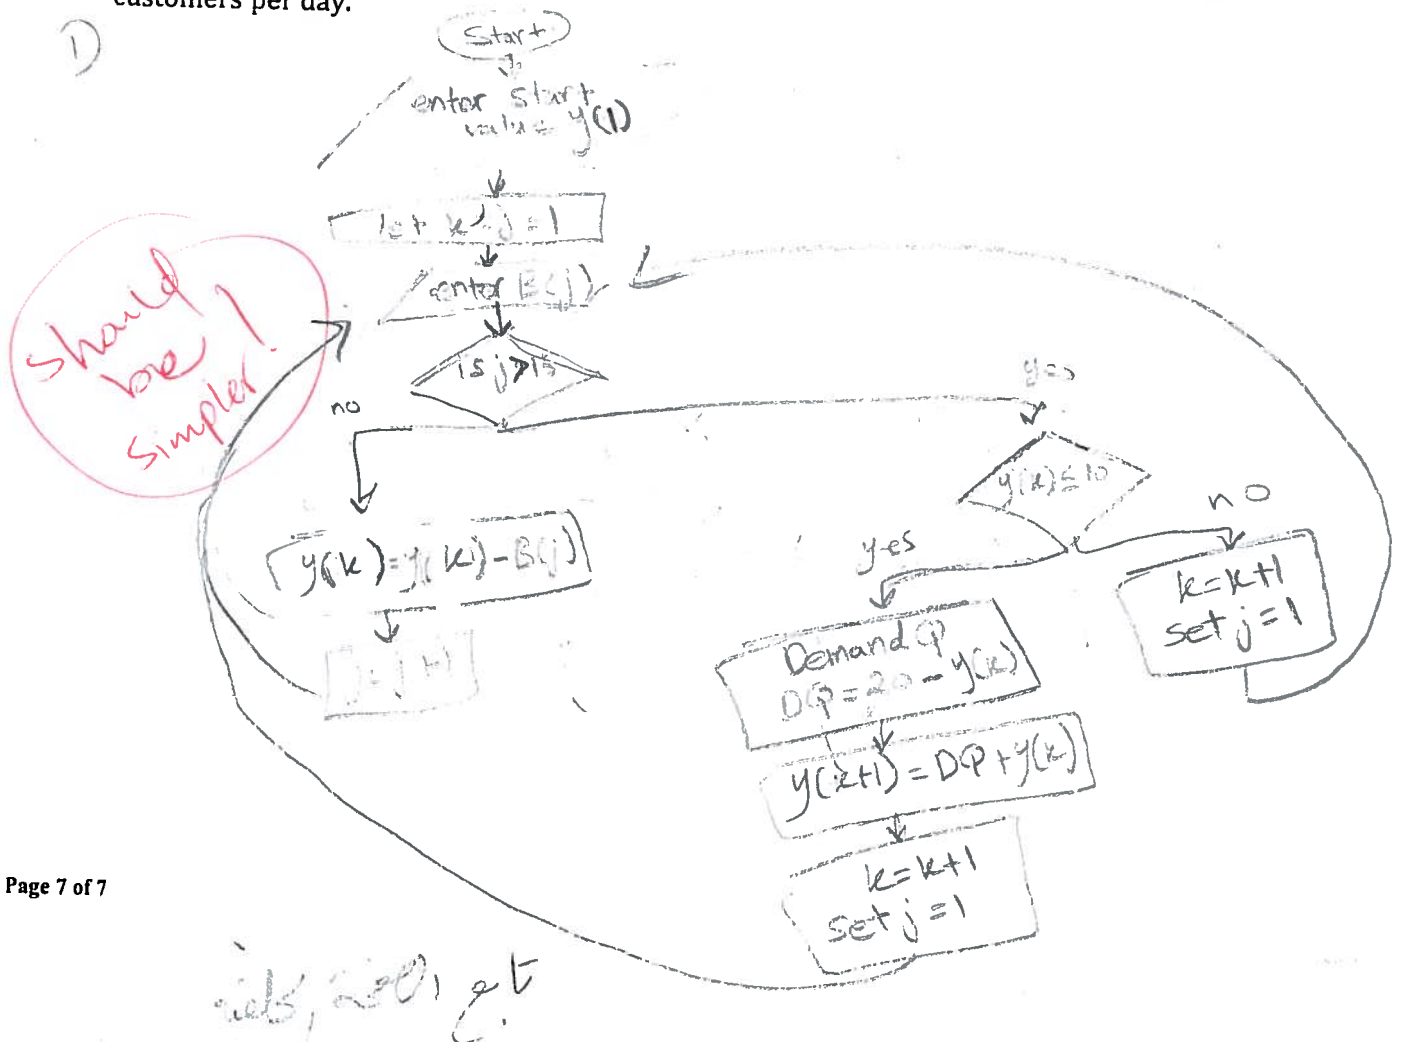 customers per day.
1)
Start
enter start
value y(1)
let k, j = 1
enter B(j)
is j > 15
no
yes
y(k) ≤ 10
no
yes
y(k) = y(k) - B(j)
j = j + 1
k=k+1
set j=1
Demand Q
DQ = 20 - y(k)
y(k+1) = DQ + y(k)
k=k+1
set j=1
should
be
simpler!
Page 7 of 7